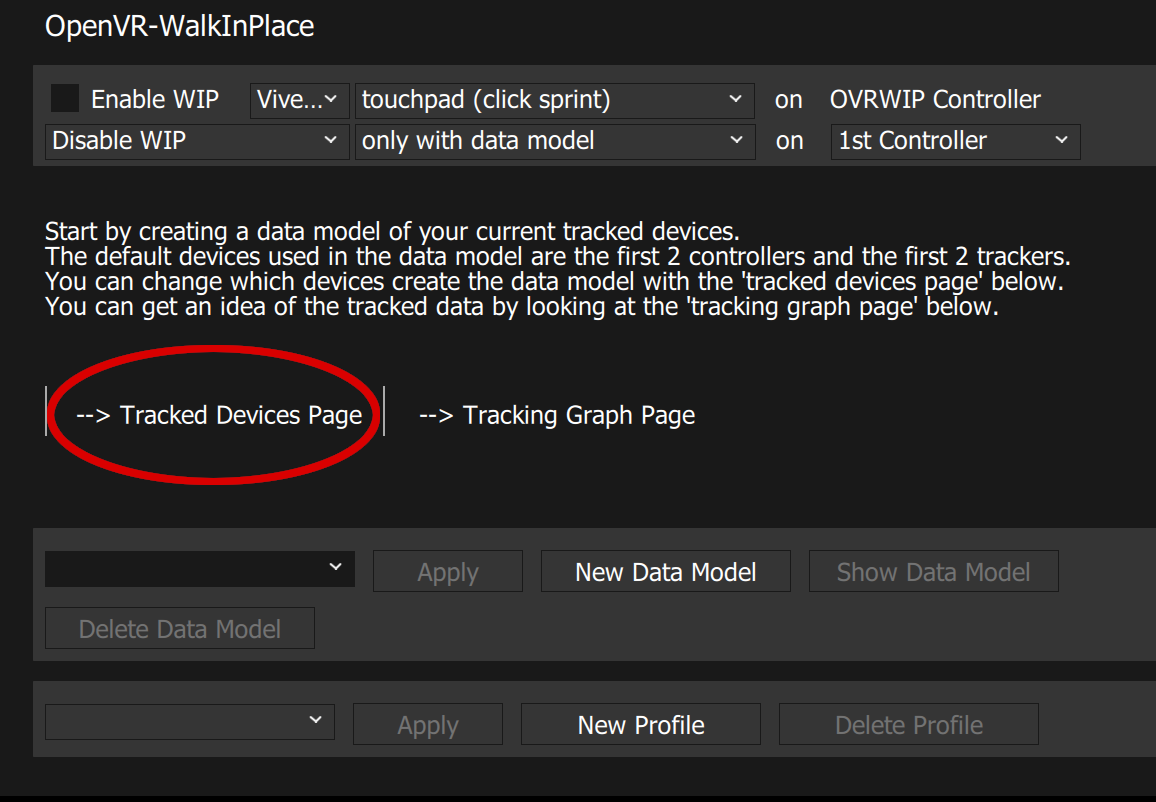 OpenVR-WalkInPlace
Enable WIP Vive... touchpad (click sprint) on OVRWIP Controller
Disable WIP only with data model on 1st Controller
Start by creating a data model of your current tracked devices.
The default devices used in the data model are the first 2 controllers and the first 2 trackers.
You can change which devices create the data model with the 'tracked devices page' below.
You can get an idea of the tracked data by looking at the 'tracking graph page' below.
--> Tracked Devices Page --> Tracking Graph Page
Apply New Data Model Show Data Model
Delete Data Model
Apply New Profile Delete Profile